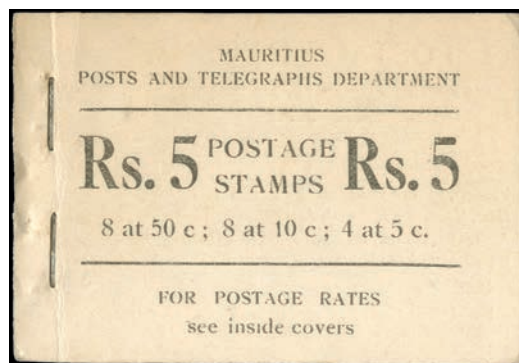 MAURITIUS
POSTS AND TELEGRAPHS DEPARTMENT
Rs. 5 POSTAGE STAMPS Rs. 5
8 at 50 c ; 8 at 10 c ; 4 at 5 c.
FOR POSTAGE RATES
see inside covers